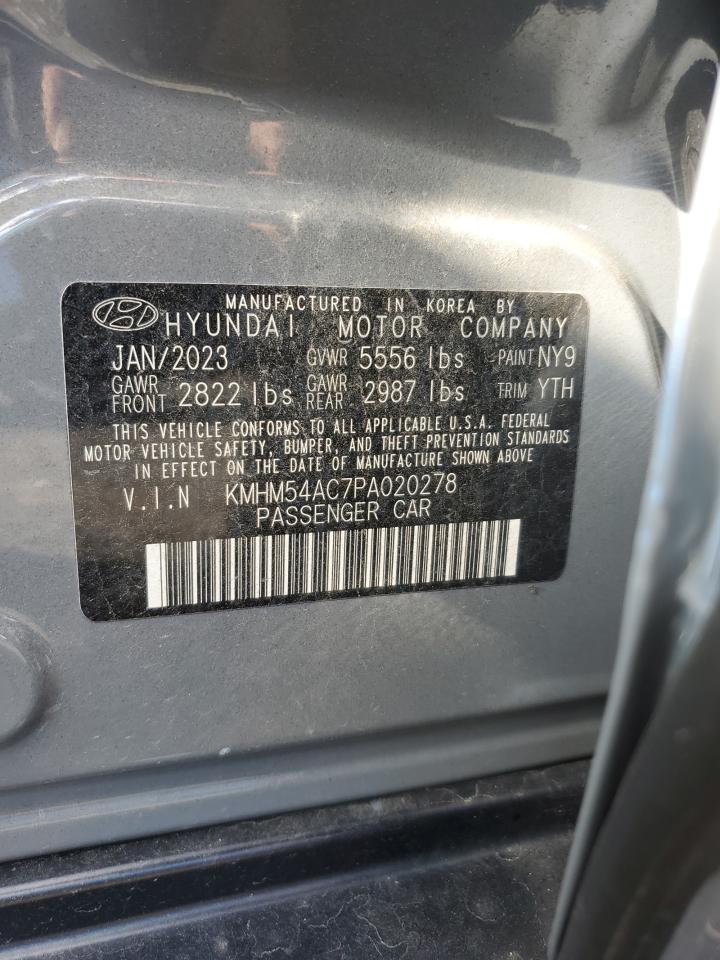 MANUFACTURED IN KOREA BY
HYUNDAI MOTOR COMPANY
JAN/2023 GVWR 5556 lbs PAINT NY9
GAWR FRONT 2822 lbs GAWR REAR 2987 lbs TRIM YTH
THIS VEHICLE CONFORMS TO ALL APPLICABLE U.S.A. FEDERAL
MOTOR VEHICLE SAFETY, BUMPER, AND THEFT PREVENTION STANDARDS
IN EFFECT ON THE DATE OF MANUFACTURE SHOWN ABOVE
V.I.N KMHM54AC7PA020278
PASSENGER CAR